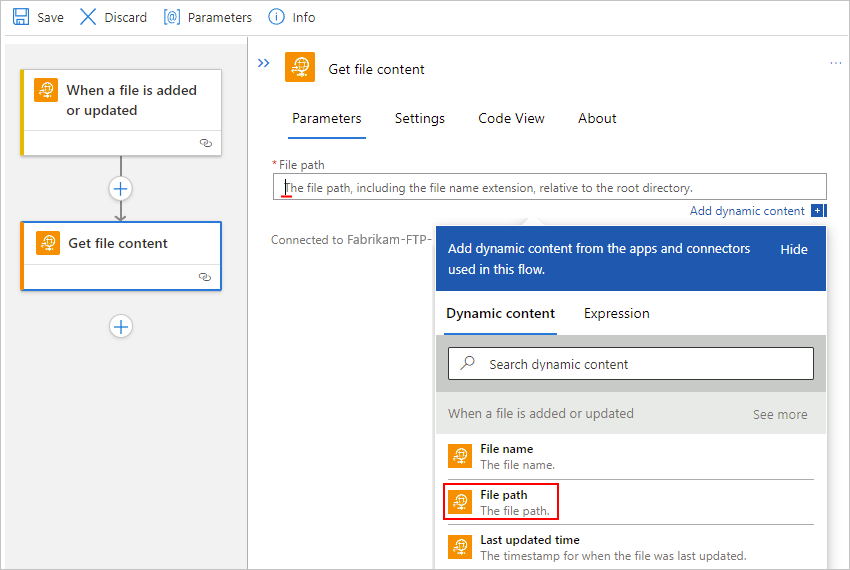 Save Discard Parameters Info
When a file is added
or updated
Get file content
Get file content
Parameters Settings Code View About
* File path
The file path, including the file name extension, relative to the root directory.
Add dynamic content
Connected to Fabrikam-FTP-
Add dynamic content from the apps and connectors
used in this flow.
Hide
Dynamic content Expression
Search dynamic content
When a file is added or updated See more
File name
The file name.
File path
The file path.
Last updated time
The timestamp for when the file was last updated.